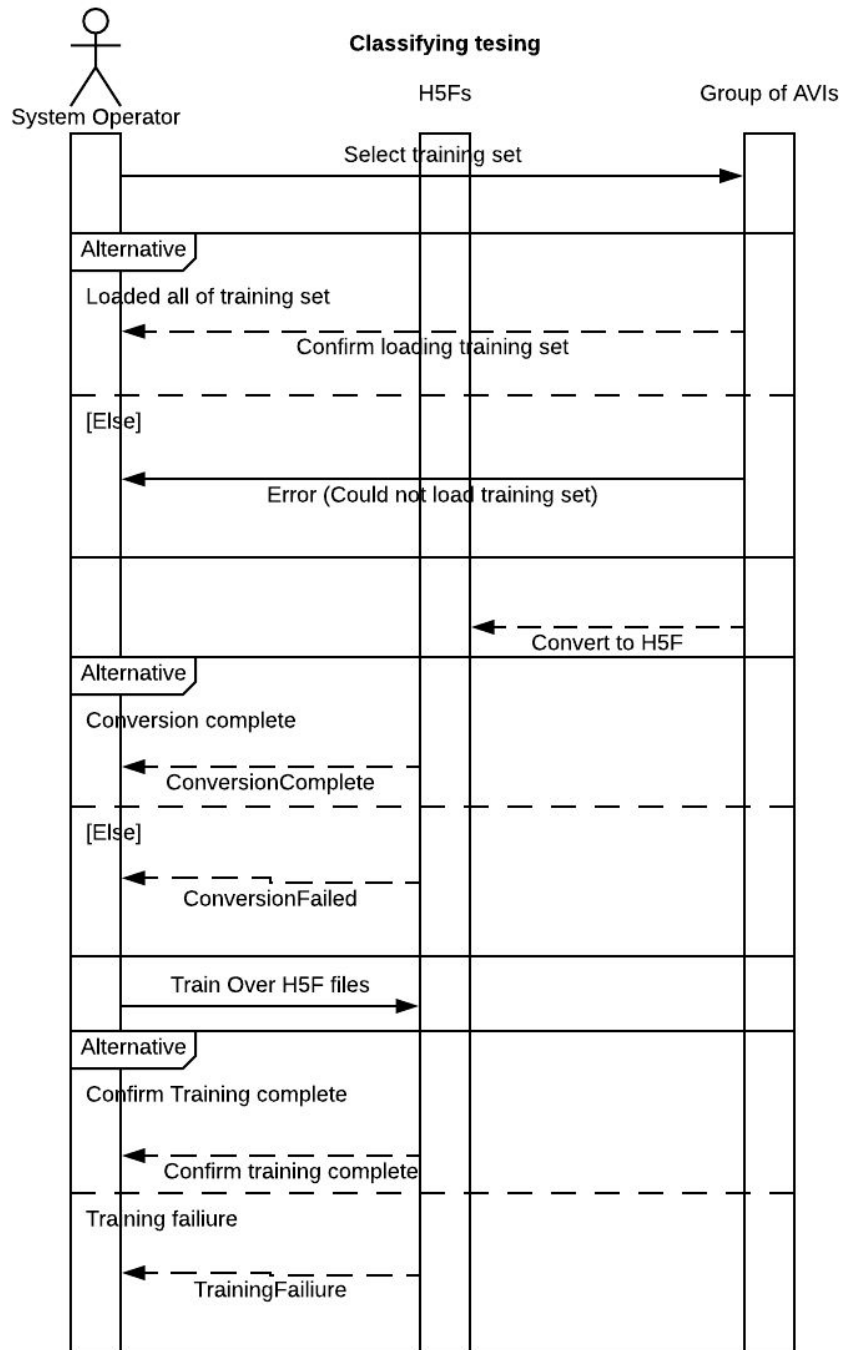 Classifying tesing
System Operator
H5Fs
Group of AVIs
Select training set
Alternative
Loaded all of training set
Confirm loading training set
[Else]
Error (Could not load training set)
Convert to H5F
Alternative
Conversion complete
ConversionComplete
[Else]
ConversionFailed
Train Over H5F files
Alternative
Confirm Training complete
Confirm training complete
Training failiure
TrainingFailiure